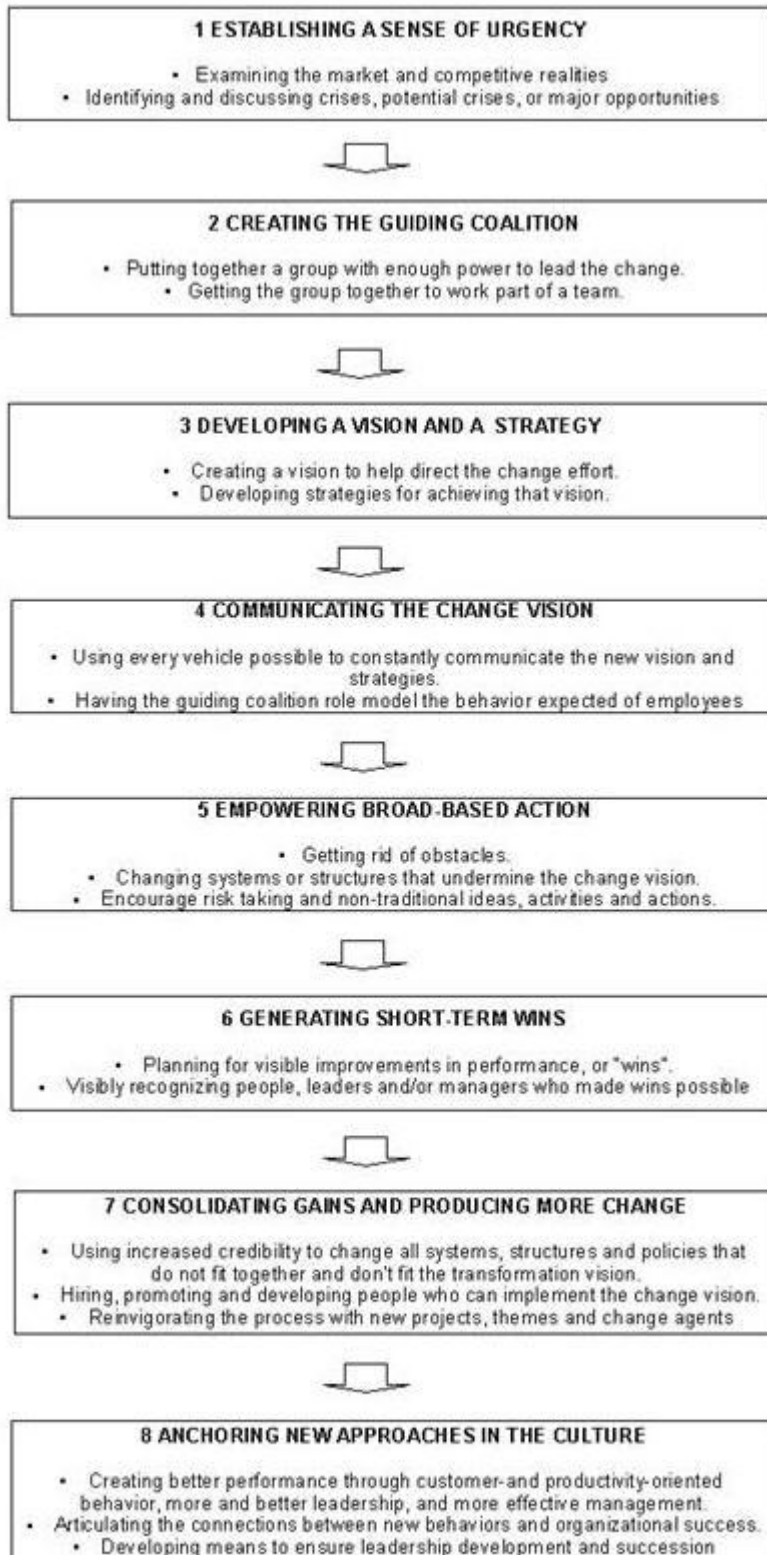 1 ESTABLISHING A SENSE OF URGENCY
• Examining the market and competitive realities
• Identifying and discussing crises, potential crises, or major opportunities
2 CREATING THE GUIDING COALITION
• Putting together a group with enough power to lead the change.
• Getting the group together to work part of a team.
3 DEVELOPING A VISION AND A STRATEGY
• Creating a vision to help direct the change effort.
• Developing strategies for achieving that vision.
4 COMMUNICATING THE CHANGE VISION
• Using every vehicle possible to constantly communicate the new vision and
strategies.
• Having the guiding coalition role model the behavior expected of employees
5 EMPOWERING BROAD-BASED ACTION
• Getting rid of obstacles.
• Changing systems or structures that undermine the change vision.
• Encourage risk taking and non-traditional ideas, activities and actions.
6 GENERATING SHORT-TERM WINS
• Planning for visible improvements in performance, or "wins".
• Visibly recognizing people, leaders and/or managers who made wins possible
7 CONSOLIDATING GAINS AND PRODUCING MORE CHANGE
• Using increased credibility to change all systems, structures and policies that
do not fit together and don't fit the transformation vision.
• Hiring, promoting and developing people who can implement the change vision.
• Reinvigorating the process with new projects, themes and change agents
8 ANCHORING NEW APPROACHES IN THE CULTURE
• Creating better performance through customer-and productivity-oriented
behavior, more and better leadership, and more effective management.
• Articulating the connections between new behaviors and organizational success.
• Developing means to ensure leadership development and succession